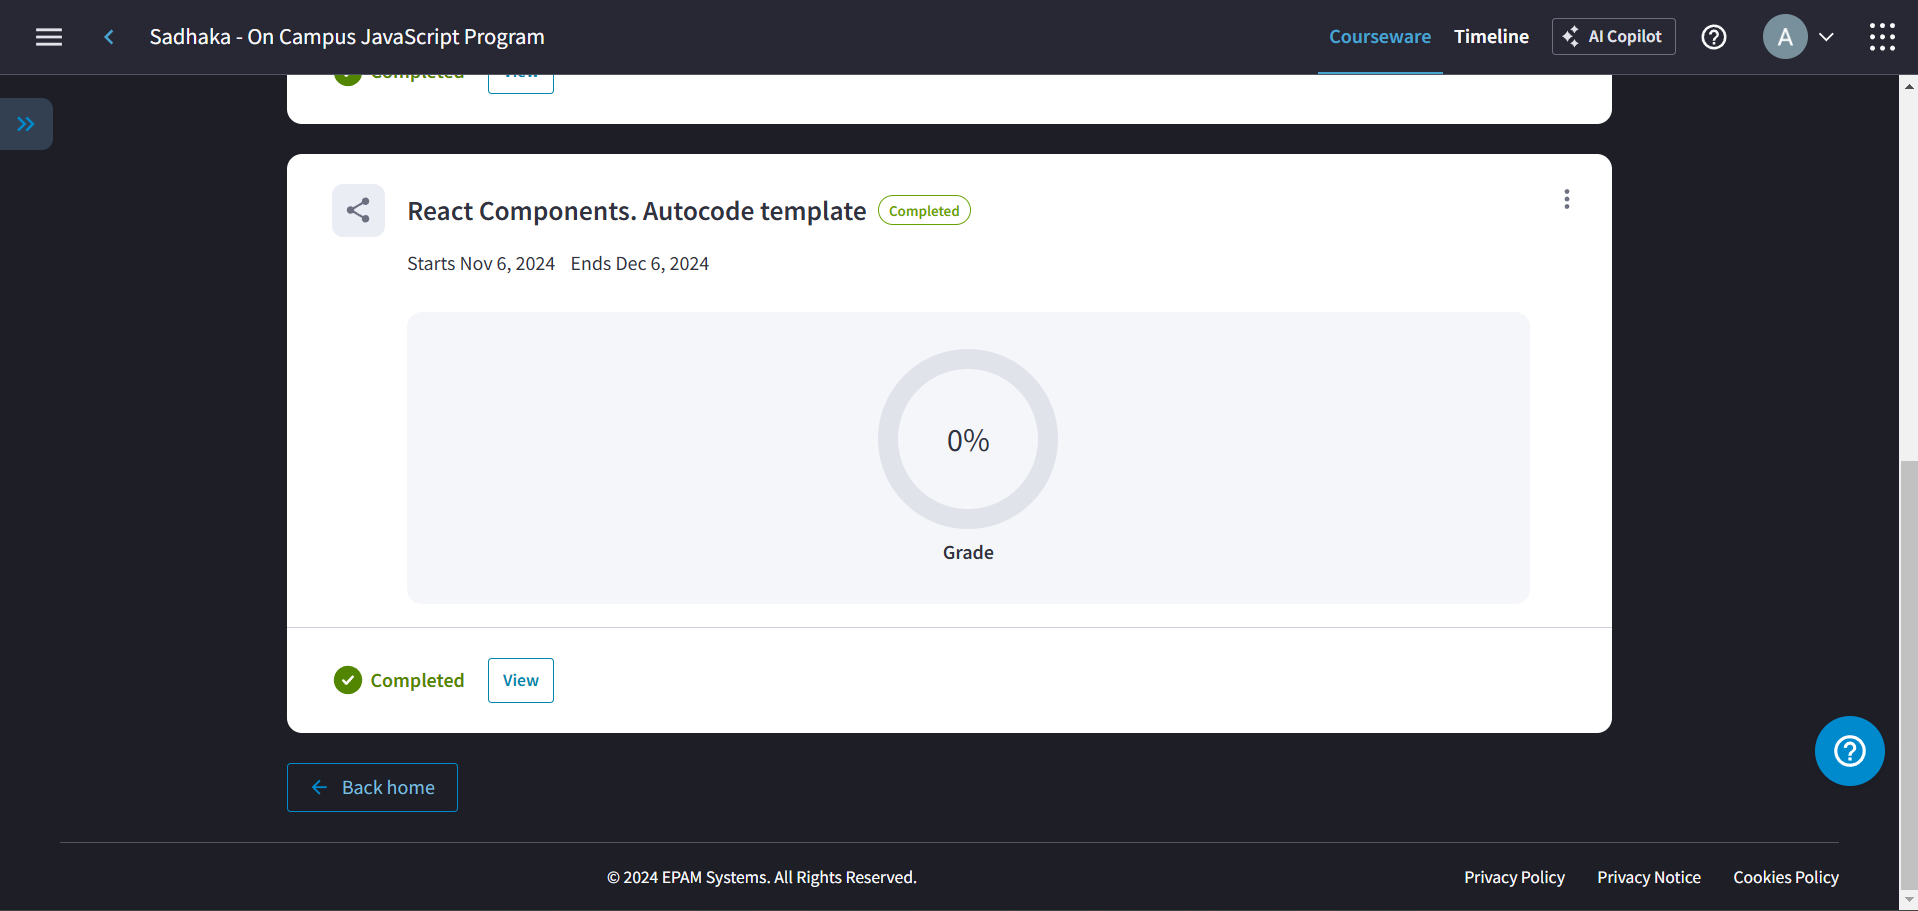 Sadhaka - On Campus JavaScript Program
Courseware
Timeline
AI Copilot
A
Completed
View
React Components. Autocode template
Completed
Starts Nov 6, 2024 Ends Dec 6, 2024
0%
Grade
Completed
View
Back home
© 2024 EPAM Systems. All Rights Reserved.
Privacy Policy
Privacy Notice
Cookies Policy